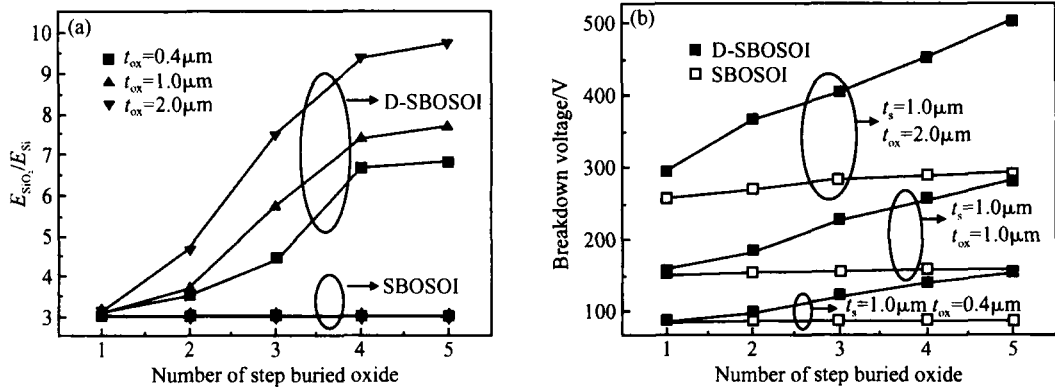 (a)
10
9
8
7
6
5
4
3
E_SiO₂/E_Si
t_ox=0.4μm
t_ox=1.0μm
t_ox=2.0μm
D-SBOSOI
SBOSOI
1 2 3 4 5
Number of step buried oxide
(b)
500
400
300
200
100
Breakdown voltage/V
D-SBOSOI
SBOSOI
t_s=1.0μm
t_ox=2.0μm
t_s=1.0μm
t_ox=1.0μm
t_s=1.0μm t_ox=0.4μm
1 2 3 4 5
Number of step buried oxide